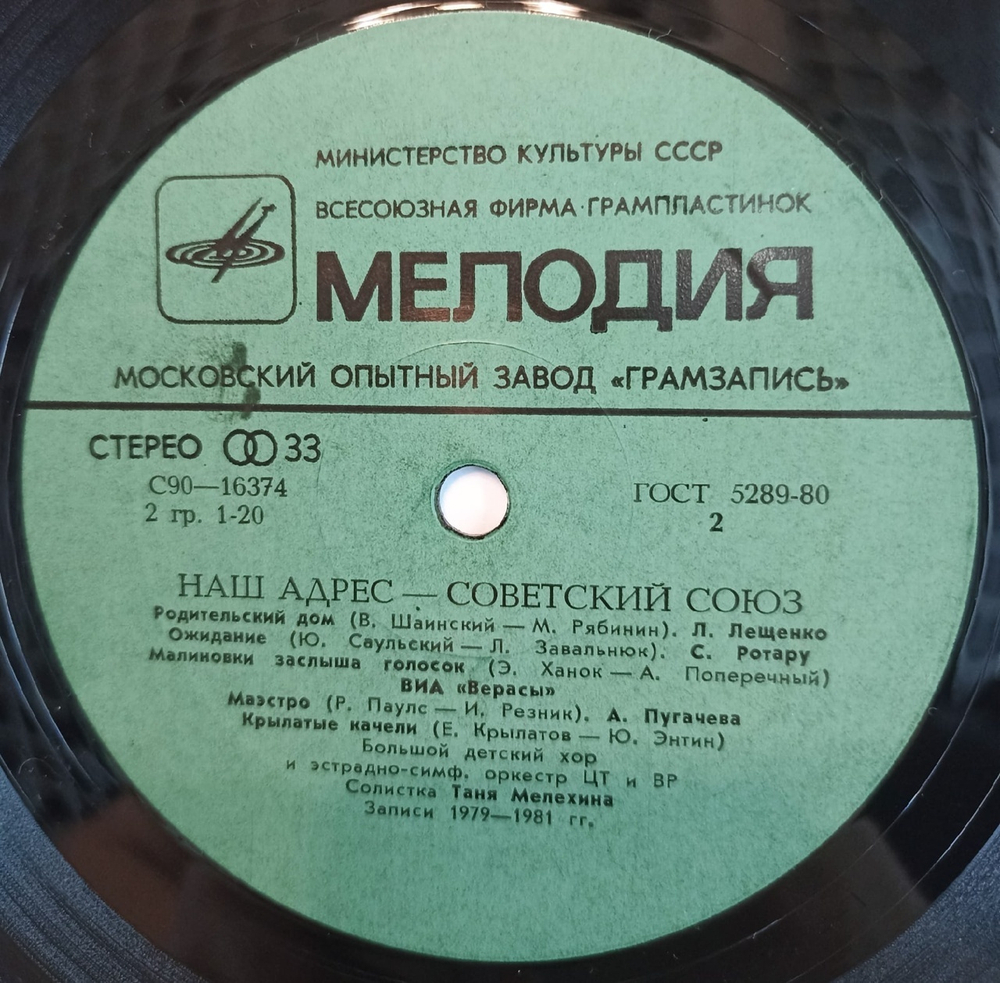 МИНИСТЕРСТВО КУЛЬТУРЫ СССР
ВСЕСОЮЗНАЯ ФИРМА·ГРАМПЛАСТИНОК
МЕЛОДИЯ
МОСКОВСКИЙ ОПЫТНЫЙ ЗАВОД «ГРАМЗАПИСЬ»
СТЕРЕО 33
С90—16374
2 гр. 1-20
ГОСТ 5289-80
2
НАШ АДРЕС — СОВЕТСКИЙ СОЮЗ
Родительский дом (В. Шаинский — М. Рябинин). Л. Лещенко
Ожидание (Ю. Саульский — Л. Завальнюк). С. Ротару
Малиновки заслыша голосок (Э. Ханок — А. Поперечный)
ВИА «Верасы»
Маэстро (Р. Паулс — И. Резник). А. Пугачева
Крылатые качели (Е. Крылатов — Ю. Энтин)
Большой детский хор
и эстрадно-симф. оркестр ЦТ и ВР
Солистка Таня Мелехина
Записи 1979—1981 гг.